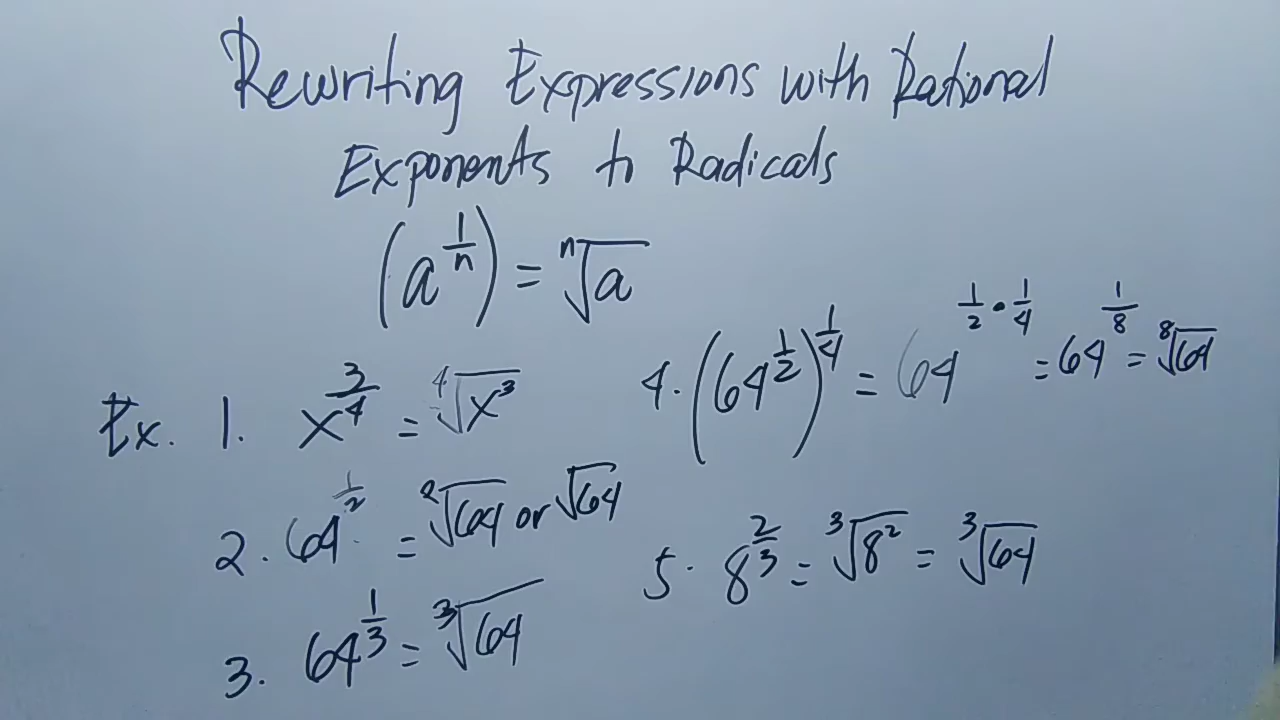 Rewriting Expressions with Rational
Exponents to Radicals
(a^(1/n)) = ⁿ√a
Ex. 1. x^(3/4) = ⁴√x³
2. 64^(1/2) = ²√64 or √64
3. 64^(1/3) = ³√64
4. (64^(1/2))^(1/4) = 64^(1/2 · 1/4) = 64^(1/8) = ⁸√64
5. 8^(2/3) = ³√8² = ³√64